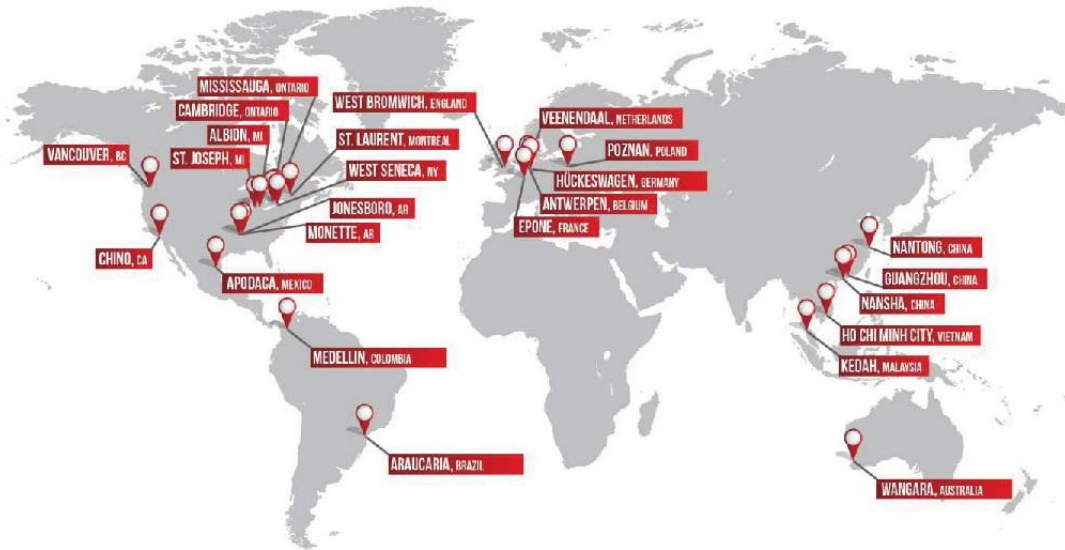 MISSISSAUGA, ONTARIO
CAMBRIDGE, ONTARIO
ALBION, MI
ST. JOSEPH, MI
VANCOUVER, BC
CHINO, CA
WEST BROMWICH, ENGLAND
ST. LAURENT, MONTREAL
WEST SENECA, NY
JONESBORO, AR
MONETTE, AR
APODACA, MEXICO
MEDELLIN, COLOMBIA
ARAUCARIA, BRAZIL
VEENENDAAL, NETHERLANDS
POZNAN, POLAND
HÜCKESWAGEN, GERMANY
ANTWERPEN, BELGIUM
EPONE, FRANCE
NANTONG, CHINA
GUANGZHOU, CHINA
NANSHA, CHINA
HO CHI MINH CITY, VIETNAM
KEDAH, MALAYSIA
WANGARA, AUSTRALIA